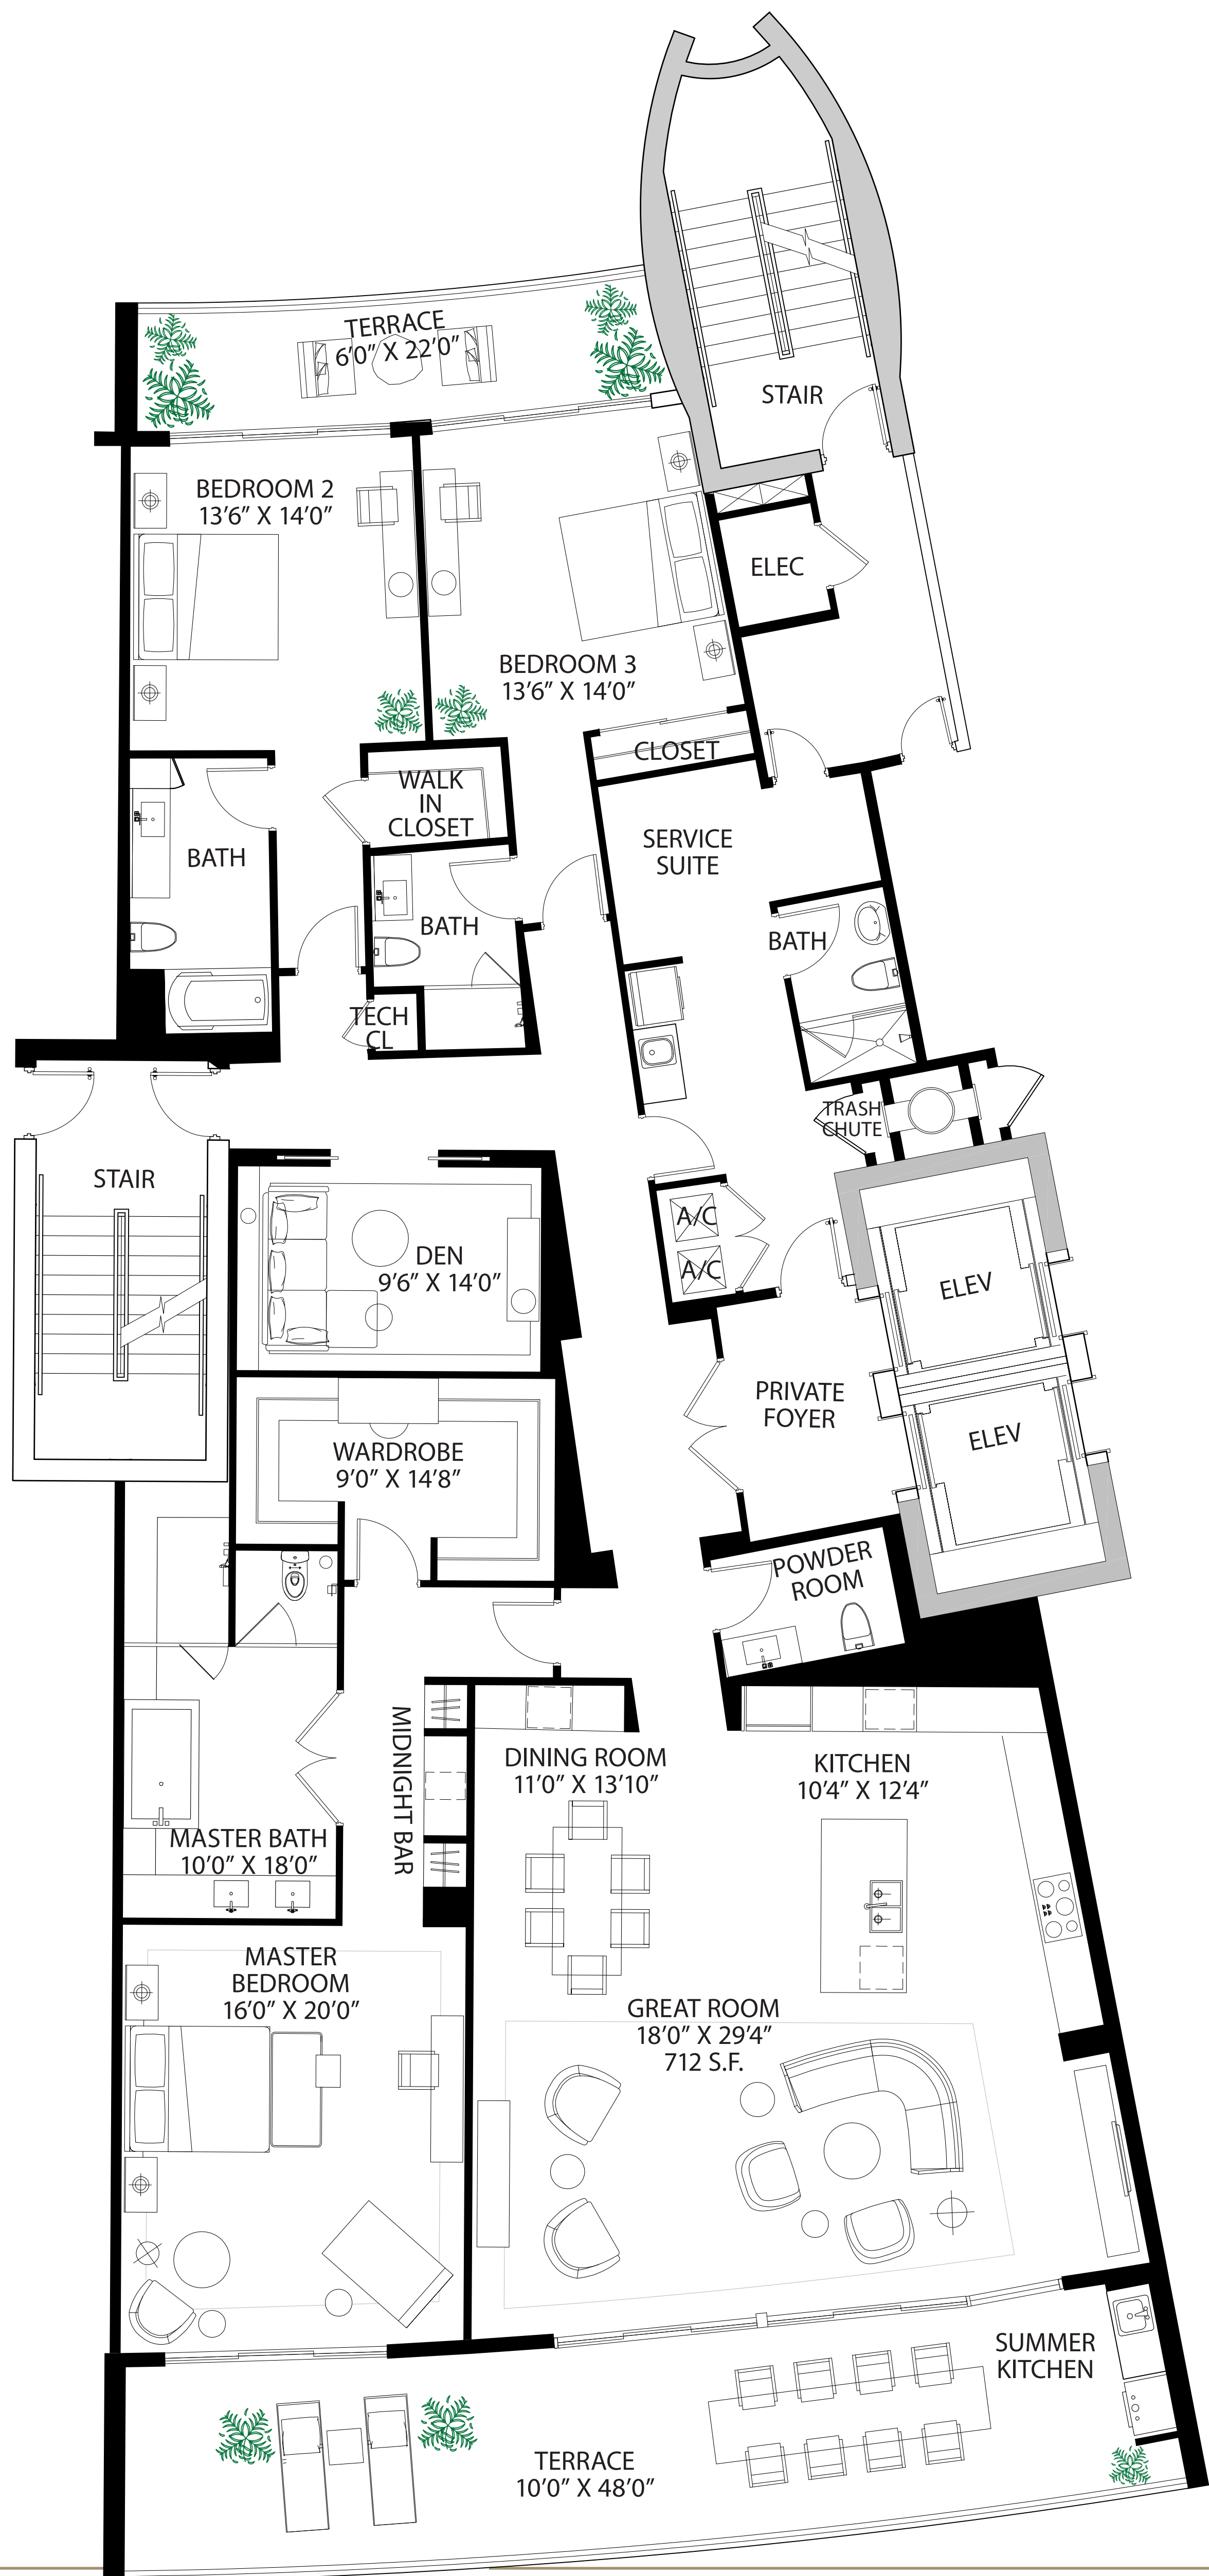 TERRACE
6’0” X 22’0”
STAIR
BEDROOM 2
13’6” X 14’0”
ELEC
BEDROOM 3
13’6” X 14’0”
CLOSET
WALK
IN
CLOSET
SERVICE
SUITE
BATH
BATH
BATH
TECH
CL
TRASH
CHUTE
STAIR
A/C
A/C
DEN
9’6” X 14’0”
ELEV
PRIVATE
FOYER
ELEV
WARDROBE
9’0” X 14’8”
POWDER
ROOM
MIDNIGHT BAR
DINING ROOM
11’0” X 13’10”
KITCHEN
10’4” X 12’4”
MASTER BATH
10’0” X 18’0”
MASTER
BEDROOM
16’0” X 20’0”
GREAT ROOM
18’0” X 29’4”
712 S.F.
SUMMER
KITCHEN
TERRACE
10’0” X 48’0”